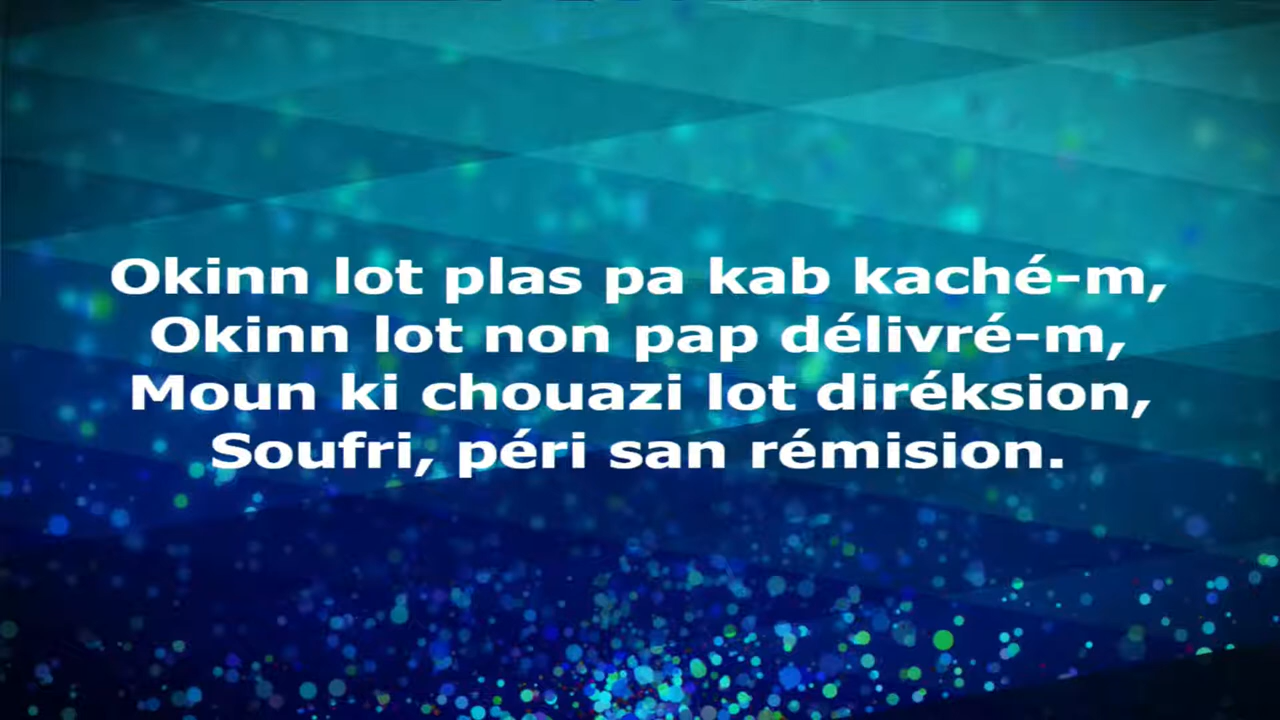 Okinn lot plas pa kab kaché-m,
Okinn lot non pap délivré-m,
Moun ki chouazi lot diréksion,
Soufri, péri san rémision.